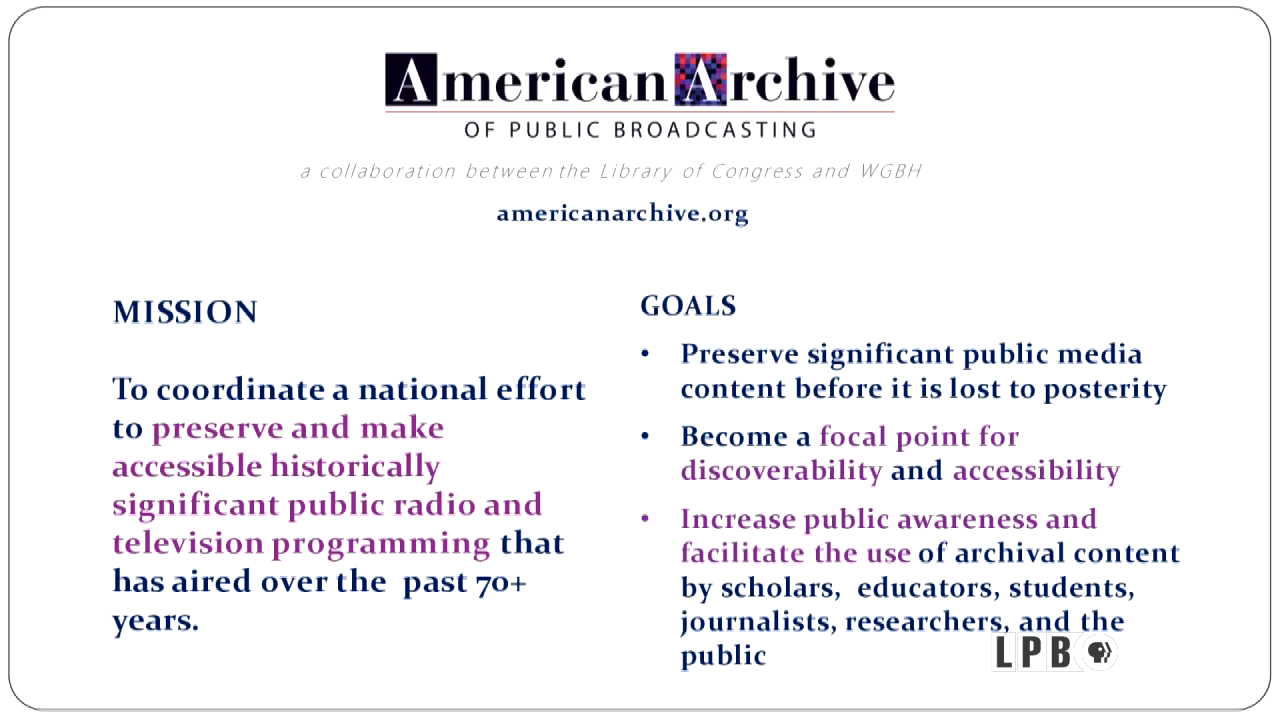 American Archive
OF PUBLIC BROADCASTING
a collaboration between the Library of Congress and WGBH
americanarchive.org
MISSION
To coordinate a national effort
to preserve and make
accessible historically
significant public radio and
television programming that
has aired over the past 70+
years.
GOALS
• Preserve significant public media
content before it is lost to posterity
• Become a focal point for
discoverability and accessibility
• Increase public awareness and
facilitate the use of archival content
by scholars, educators, students,
journalists, researchers, and the
public
LPB